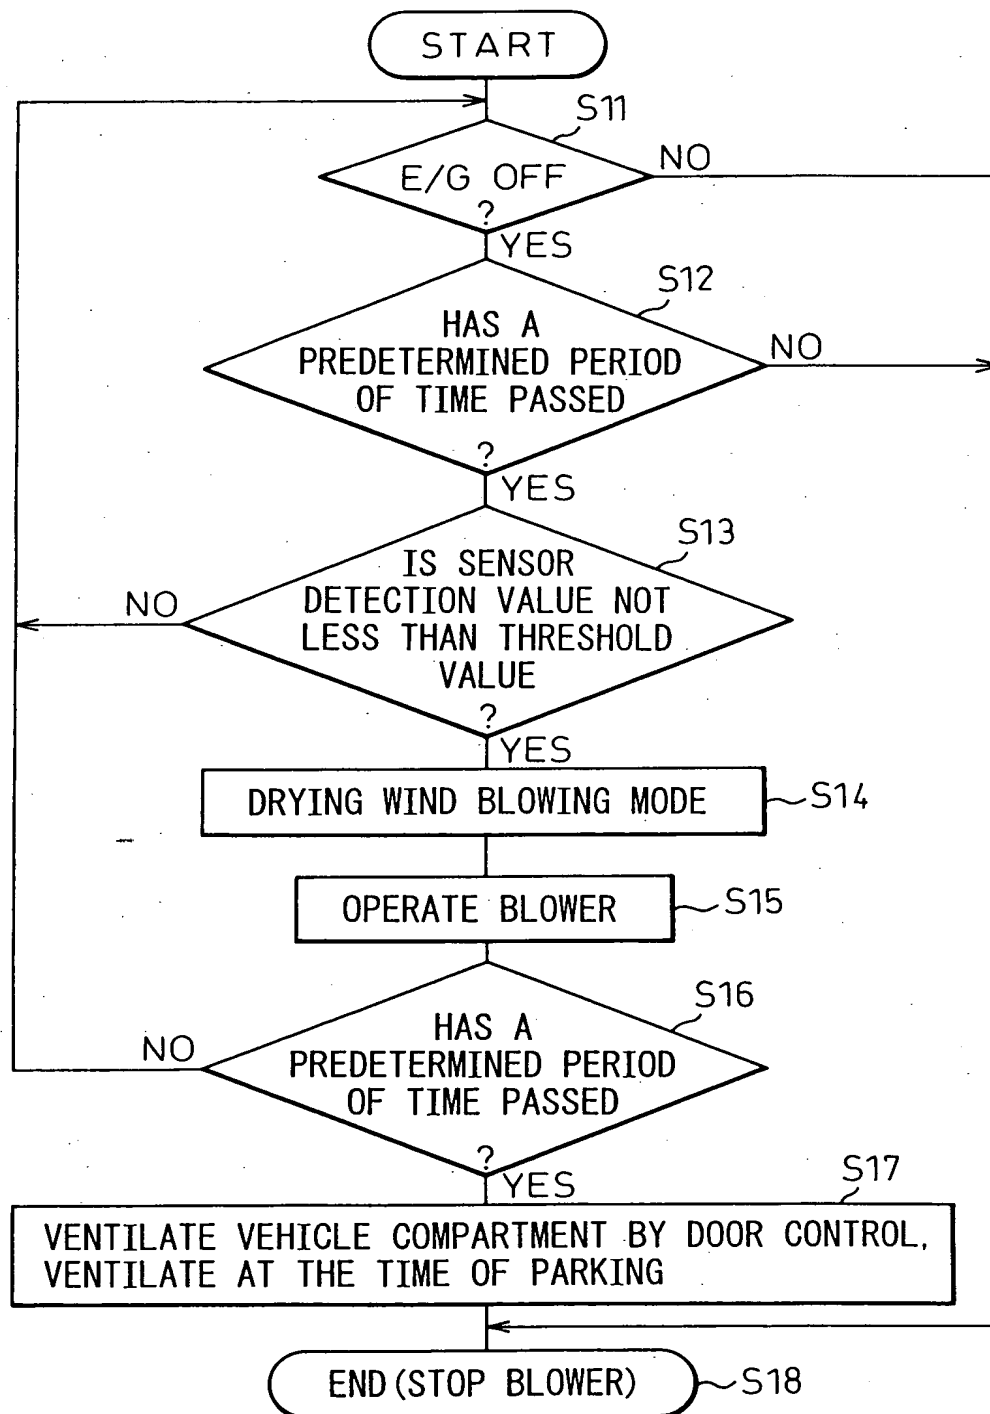 START
S11
E/G OFF
?
NO
YES
S12
HAS A
PREDETERMINED PERIOD
OF TIME PASSED
?
NO
YES
S13
IS SENSOR
DETECTION VALUE NOT
LESS THAN THRESHOLD
VALUE
?
NO
YES
DRYING WIND BLOWING MODE
S14
OPERATE BLOWER
S15
S16
HAS A
PREDETERMINED PERIOD
OF TIME PASSED
?
NO
YES
S17
VENTILATE VEHICLE COMPARTMENT BY DOOR CONTROL,
VENTILATE AT THE TIME OF PARKING
END(STOP BLOWER)
S18